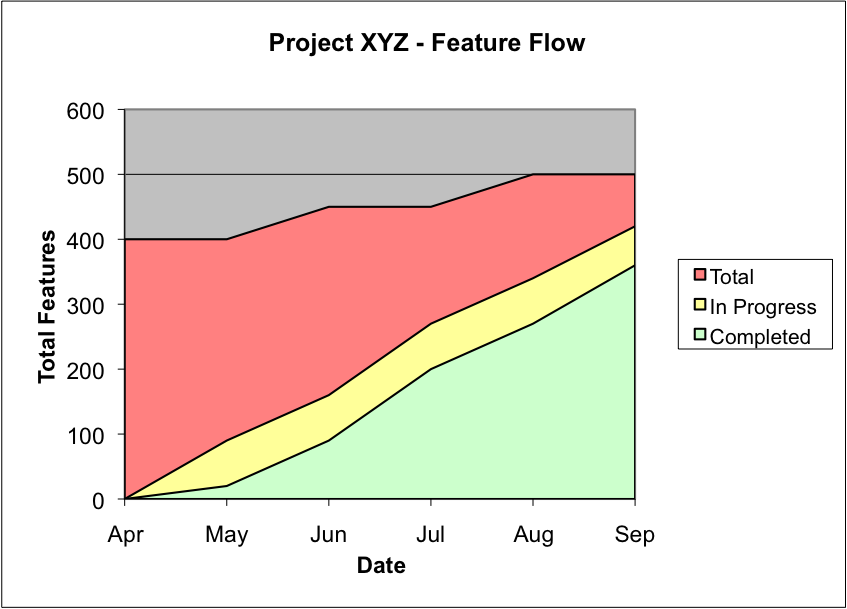 Project XYZ - Feature Flow
600
500
400
300
200
100
0
Total Features
Apr May Jun Jul Aug Sep
Date
Total
In Progress
Completed